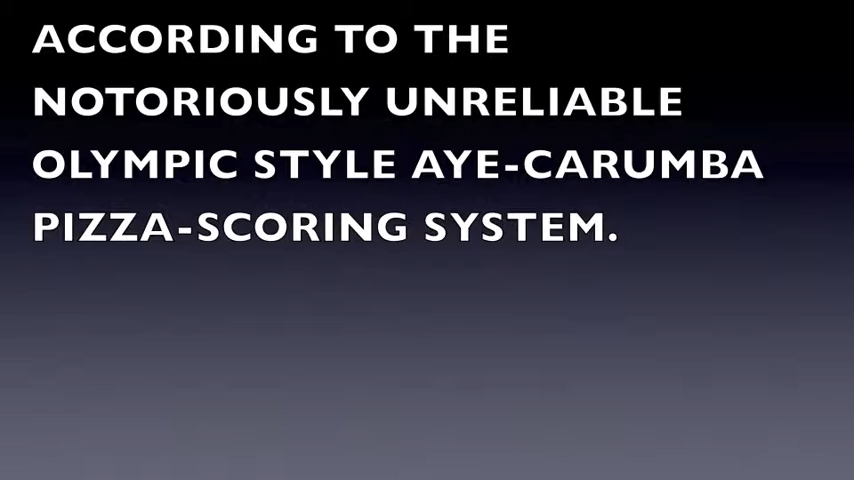 ACCORDING TO THE
NOTORIOUSLY UNRELIABLE
OLYMPIC STYLE AYE-CARUMBA
PIZZA-SCORING SYSTEM.